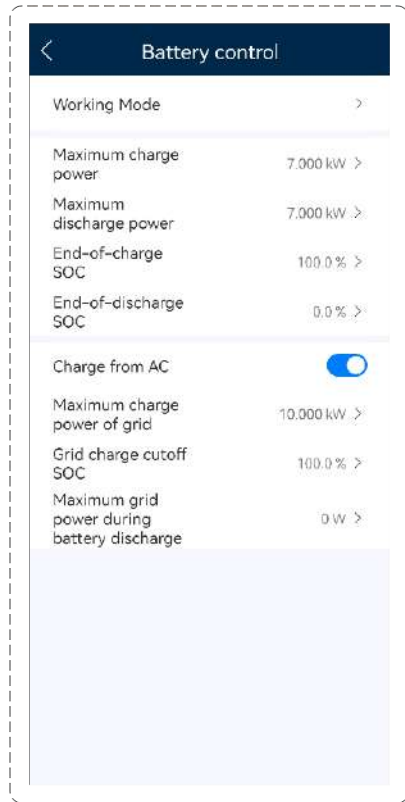 Battery control
Working Mode
Maximum charge
power
7.000 kW
Maximum
discharge power
7.000 kW
End-of-charge
SOC
100.0 %
End-of-discharge
SOC
0.0 %
Charge from AC
Maximum charge
power of grid
10.000 kW
Grid charge cutoff
SOC
100.0 %
Maximum grid
power during
battery discharge
0 W